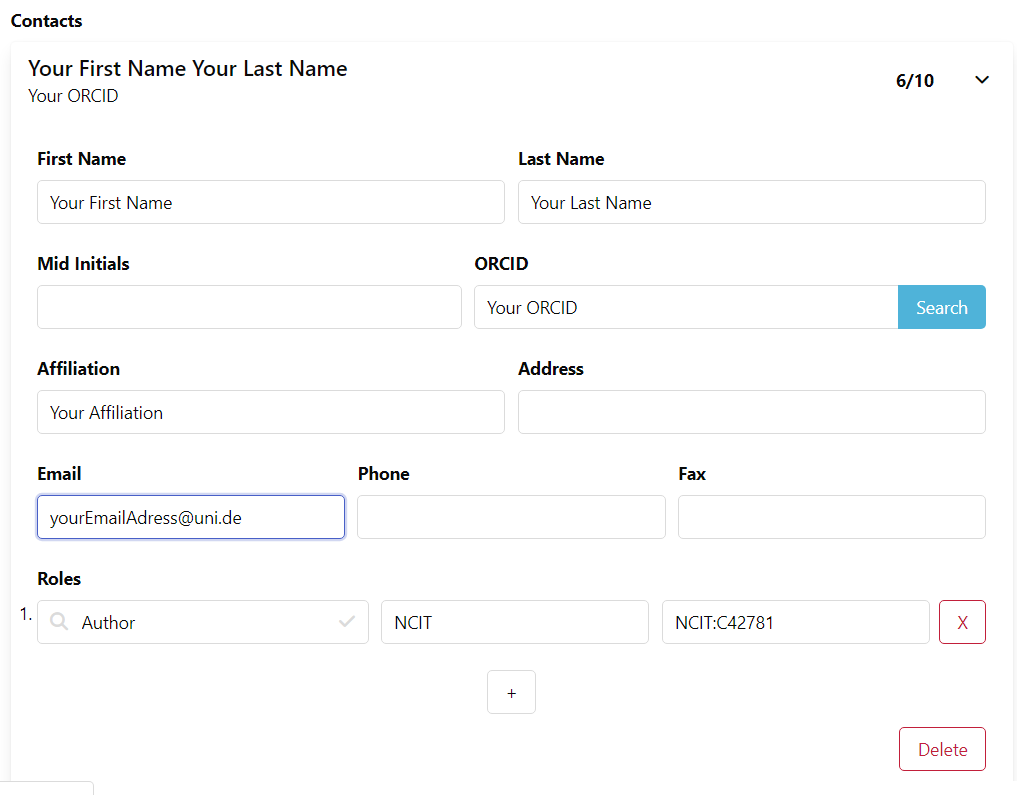 Contacts
Your First Name Your Last Name
Your ORCID
6/10
First Name
Last Name
Your First Name
Your Last Name
Mid Initials
ORCID
Your ORCID
Search
Affiliation
Address
Your Affiliation
Email
Phone
Fax
yourEmailAdress@uni.de
Roles
1.
Author
NCIT
NCIT:C42781
X
+
Delete